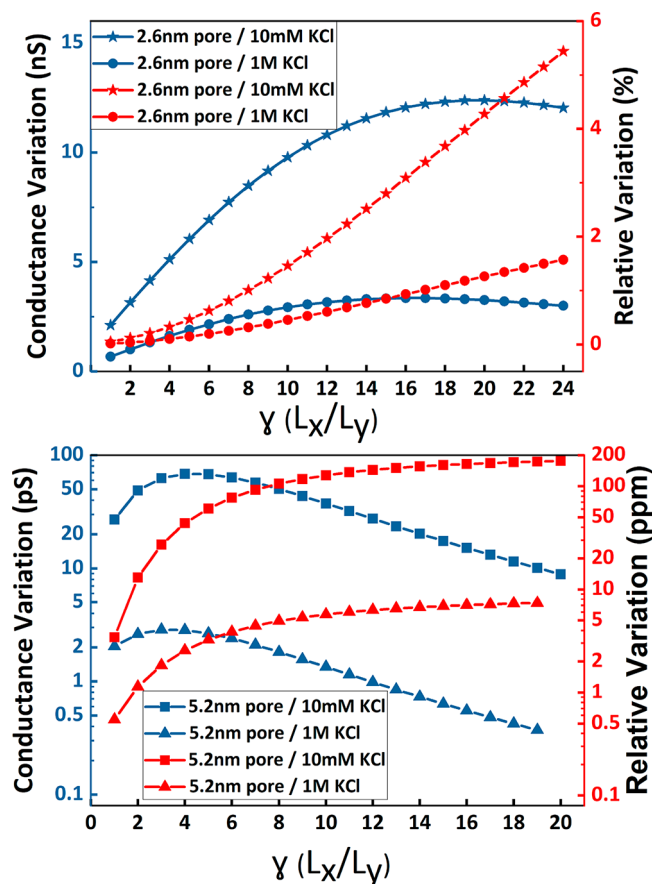 2.6nm pore / 10mM KCl
2.6nm pore / 1M KCl
2.6nm pore / 10mM KCl
2.6nm pore / 1M KCl
Conductance Variation (nS)
15
10
5
0
Relative Variation (%)
6
4
2
0
2 4 6 8 10 12 14 16 18 20 22 24
ɣ (Lx/Ly)
Conductance Variation (pS)
100
50
20
10
5
2
1
0.5
0.1
Relative Variation (ppm)
200
100
50
20
10
5
2
1
0.5
0.1
5.2nm pore / 10mM KCl
5.2nm pore / 1M KCl
5.2nm pore / 10mM KCl
5.2nm pore / 1M KCl
0 2 4 6 8 10 12 14 16 18 20
ɣ (Lx/Ly)